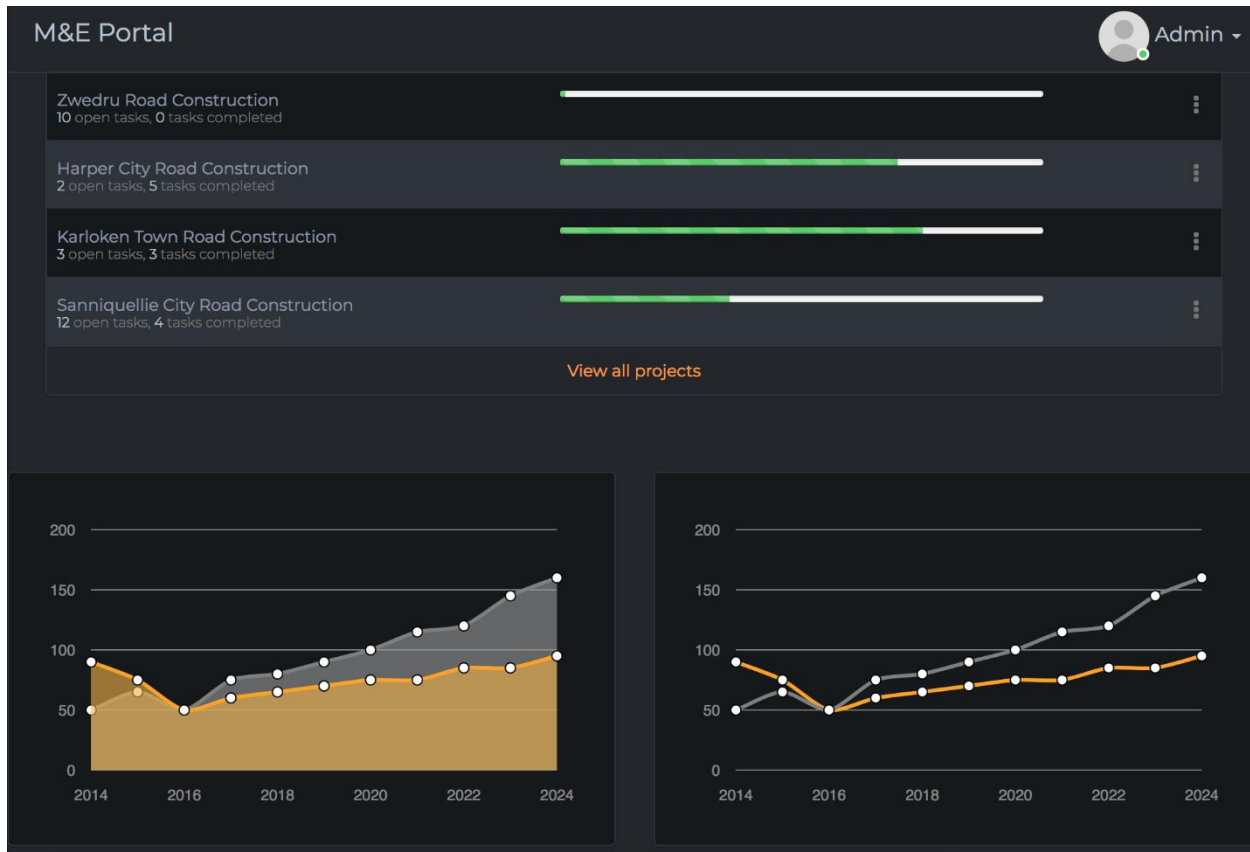 M&E Portal
Admin
Zwedru Road Construction
10 open tasks, 0 tasks completed
Harper City Road Construction
2 open tasks, 5 tasks completed
Karloken Town Road Construction
3 open tasks, 3 tasks completed
Sanniquellie City Road Construction
12 open tasks, 4 tasks completed
View all projects
200
150
100
50
0
2014 2016 2018 2020 2022 2024
200
150
100
50
0
2014 2016 2018 2020 2022 2024